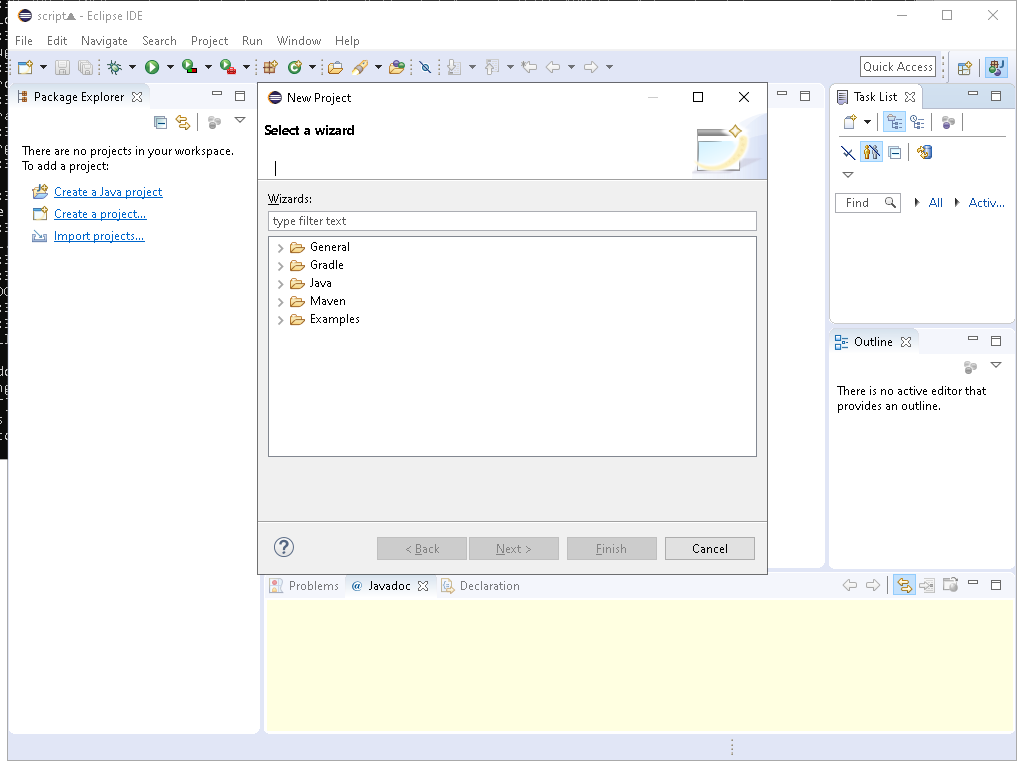 script▲ - Eclipse IDE
File Edit Navigate Search Project Run Window Help
Quick Access
Package Explorer
There are no projects in your workspace.
To add a project:
Create a Java project
Create a project...
Import projects...
New Project
Select a wizard
Wizards:
type filter text
General
Gradle
Java
Maven
Examples
< Back Next > Finish Cancel
Task List
Find All Activ...
Outline
There is no active editor that
provides an outline.
Problems @ Javadoc Declaration